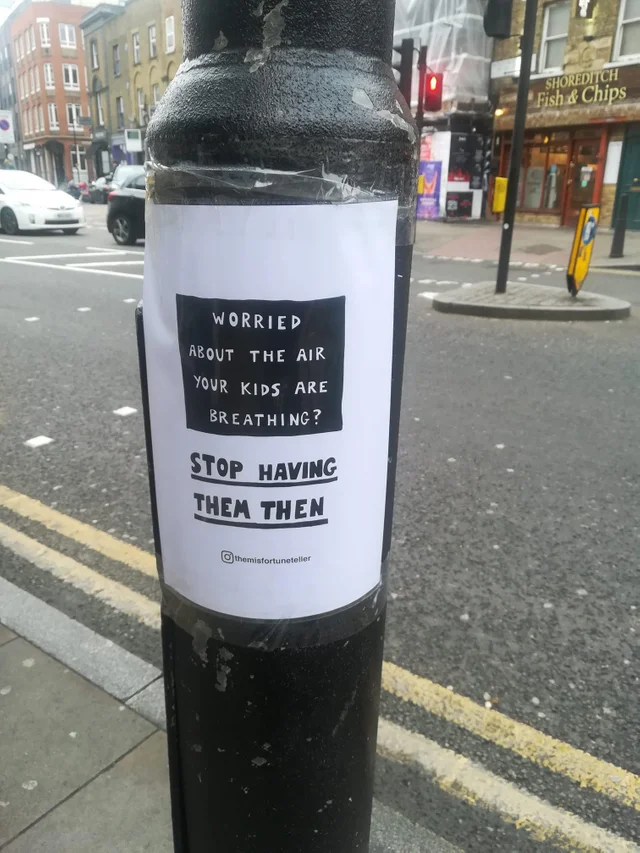 SHOREDITCH
Fish & Chips
WORRIED
ABOUT THE AIR
YOUR KIDS ARE
BREATHING?
STOP HAVING
THEM THEN
themisfortuneteller